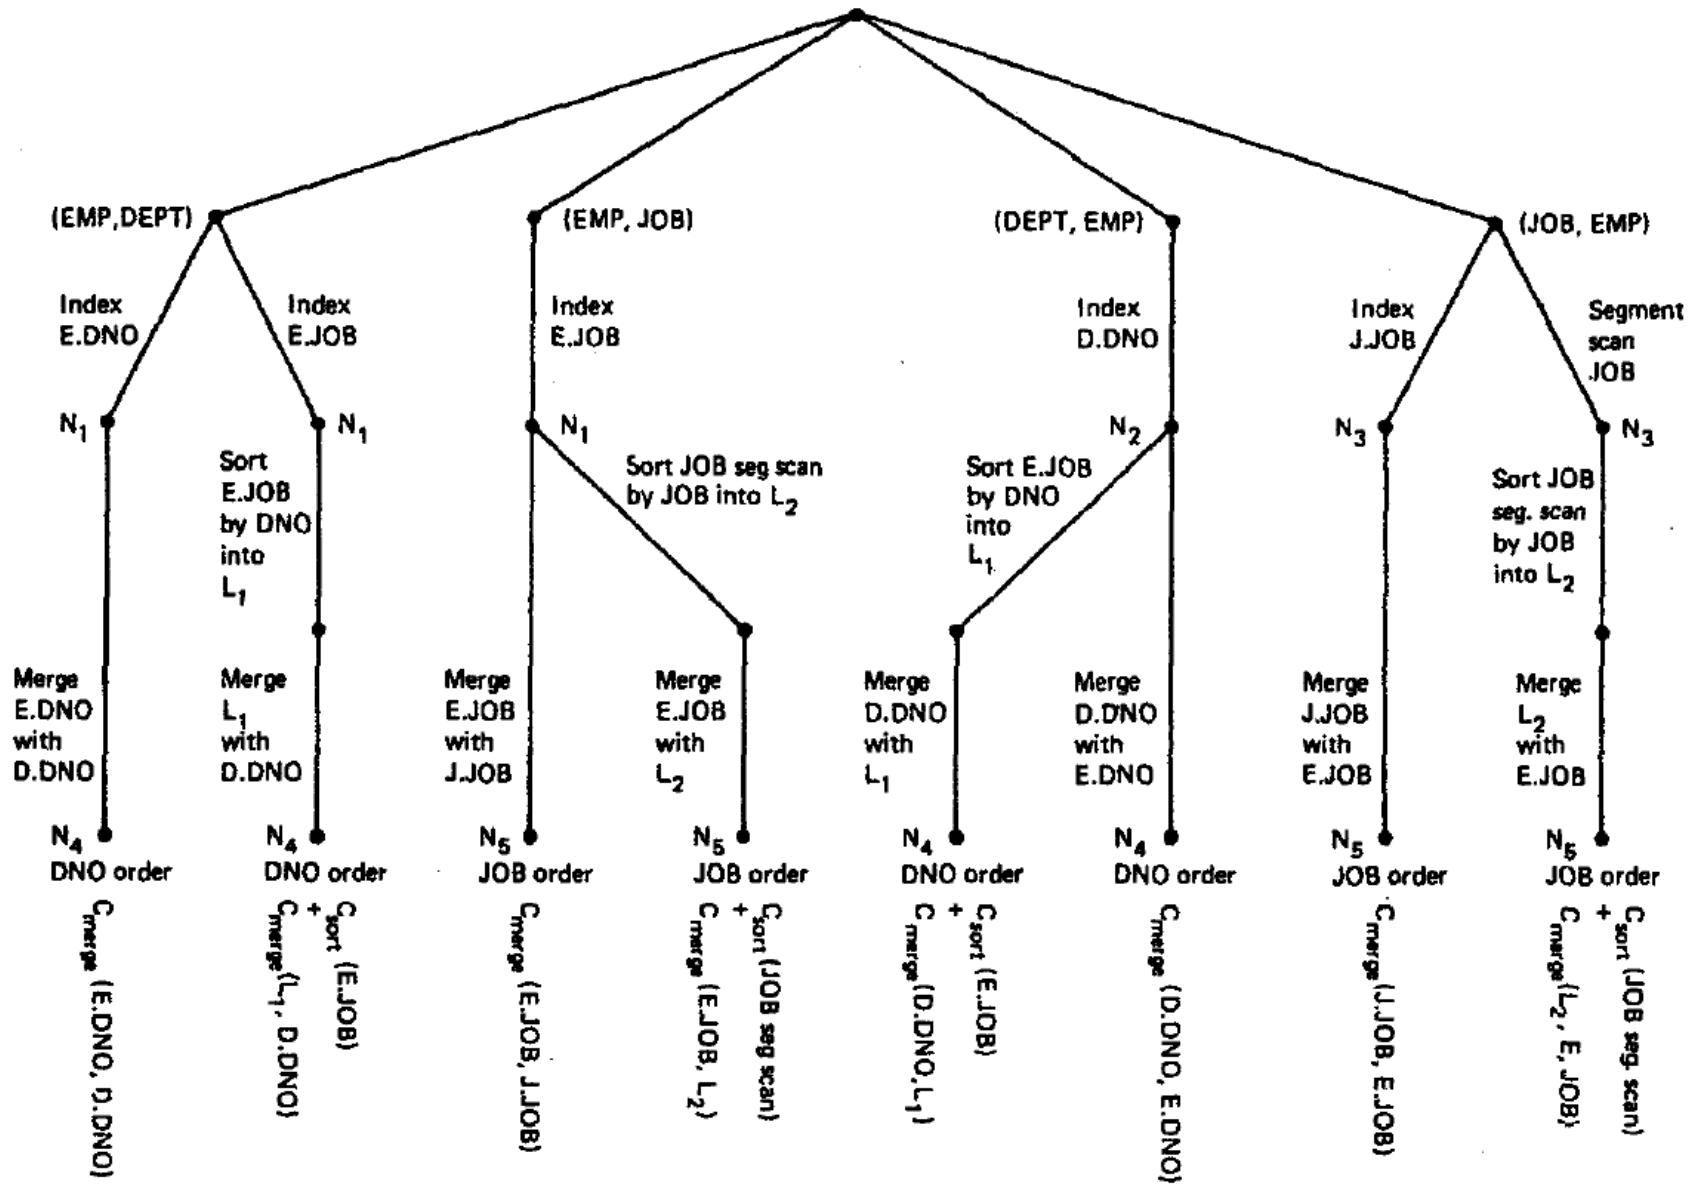 (EMP,DEPT)
(EMP, JOB)
(DEPT, EMP)
(JOB, EMP)
Index
E.DNO
Index
E.JOB
Index
E.JOB
Index
D.DNO
Index
J.JOB
Segment
scan
JOB
N1
N1
N1
N2
N3
N3
Sort
E.JOB
by DNO
into
L1
Sort JOB seg scan
by JOB into L2
Sort E.JOB
by DNO
into
L1
Sort JOB
seg. scan
by JOB
into L2
Merge
E.DNO
with
D.DNO
Merge
L1
with
D.DNO
Merge
E.JOB
with
J.JOB
Merge
E.JOB
with
L2
Merge
D.DNO
with
L1
Merge
D.DNO
with
E.DNO
Merge
J.JOB
with
E.JOB
Merge
L2
with
E.JOB
N4
DNO order
N4
DNO order
N5
JOB order
N5
JOB order
N4
DNO order
N4
DNO order
N5
JOB order
N5
JOB order
Cmerge (E.DNO, D.DNO)
Csort (E.JOB)
+
Cmerge (L1, D.DNO)
Cmerge (E.JOB, J.JOB)
Csort (JOB seg scan)
+
Cmerge (E.JOB, L2)
Csort (E.JOB)
+
Cmerge (D.DNO, L1)
Cmerge (D.DNO, E.DNO)
Cmerge (J.JOB, E.JOB)
Csort (JOB seg. scan)
+
Cmerge (L2, E, JOB)